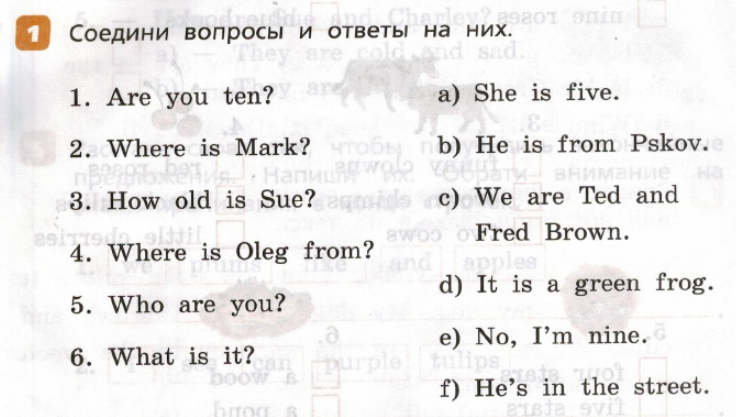 1 Соедини вопросы и ответы на них.
1. Are you ten?
2. Where is Mark?
3. How old is Sue?
4. Where is Oleg from?
5. Who are you?
6. What is it?
a) She is five.
b) He is from Pskov.
c) We are Ted and
Fred Brown.
d) It is a green frog.
e) No, I'm nine.
f) He's in the street.